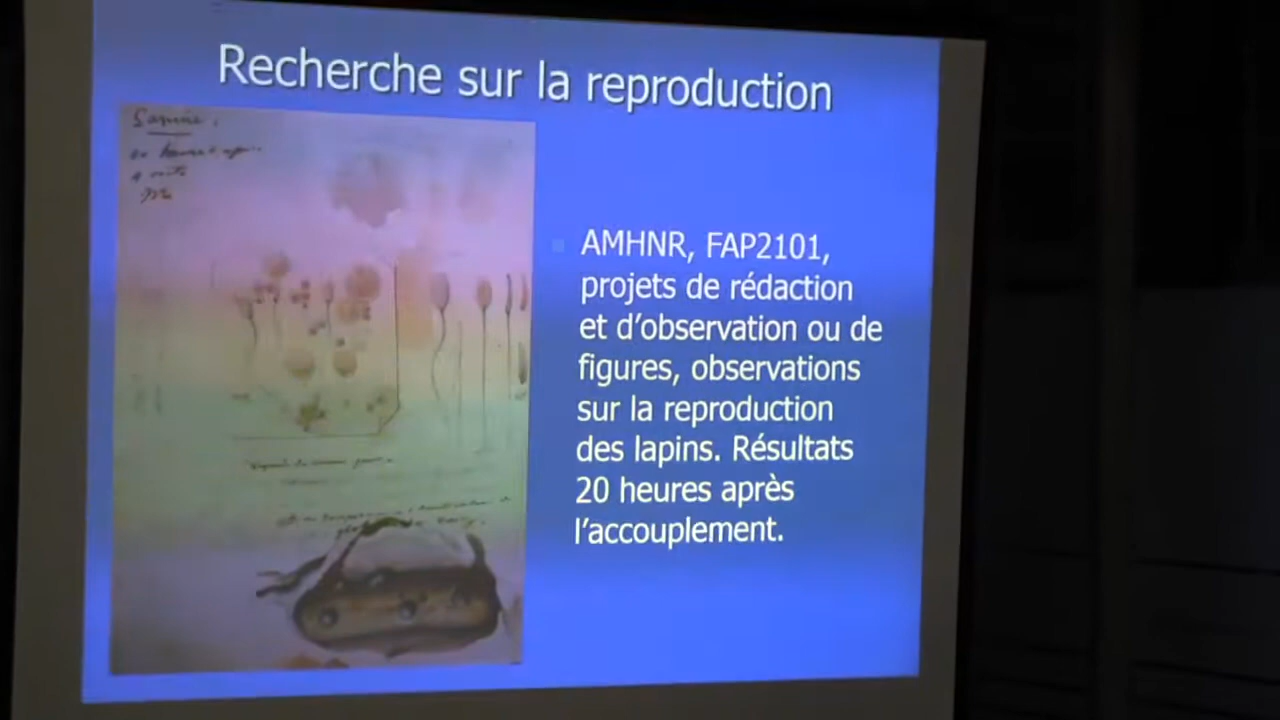 Recherche sur la reproduction
AMHNR, FAP2101,
projets de rédaction
et d'observation ou de
figures, observations
sur la reproduction
des lapins. Résultats
20 heures après
l'accouplement.